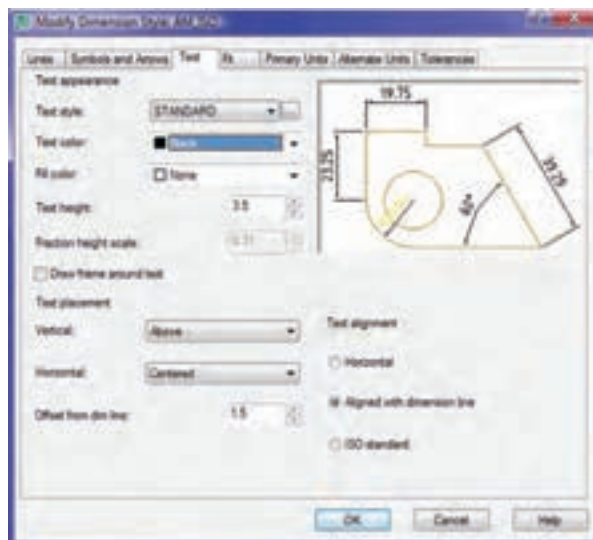 Modify Dimension Style: AM_ISO
Lines Symbols and Arrows Text Fit Primary Units Alternate Units Tolerances
Text appearance
Text style: STANDARD
Text color: Black
Fill color: None
Text height: 3.5
Fraction height scale:
Draw frame around text
Text placement
Vertical: Above
Horizontal: Centered
Offset from dim line: 1.5
19.75
23.25
39.29
60°
Text alignment
Horizontal
Aligned with dimension line
ISO standard
OK Cancel Help